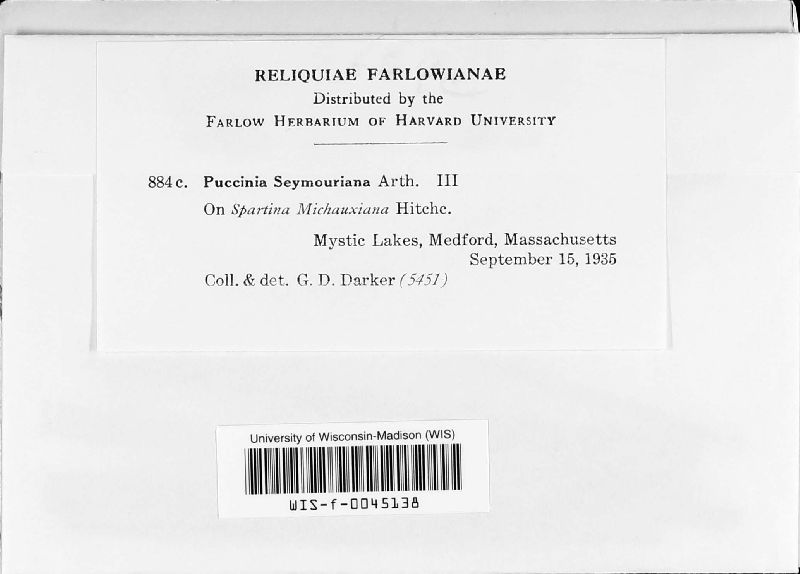 RELIQUIAE FARLOWIANAE
Distributed by the
FARLOW HERBARIUM OF HARVARD UNIVERSITY
884c. Puccinia Seymouriana Arth. III
On Spartina Michauxiana Hitchc.
Mystic Lakes, Medford, Massachusetts
September 15, 1935
Coll. & det. G. D. Darker (5451)
University of Wisconsin-Madison (WIS)
WIS-f-0045138